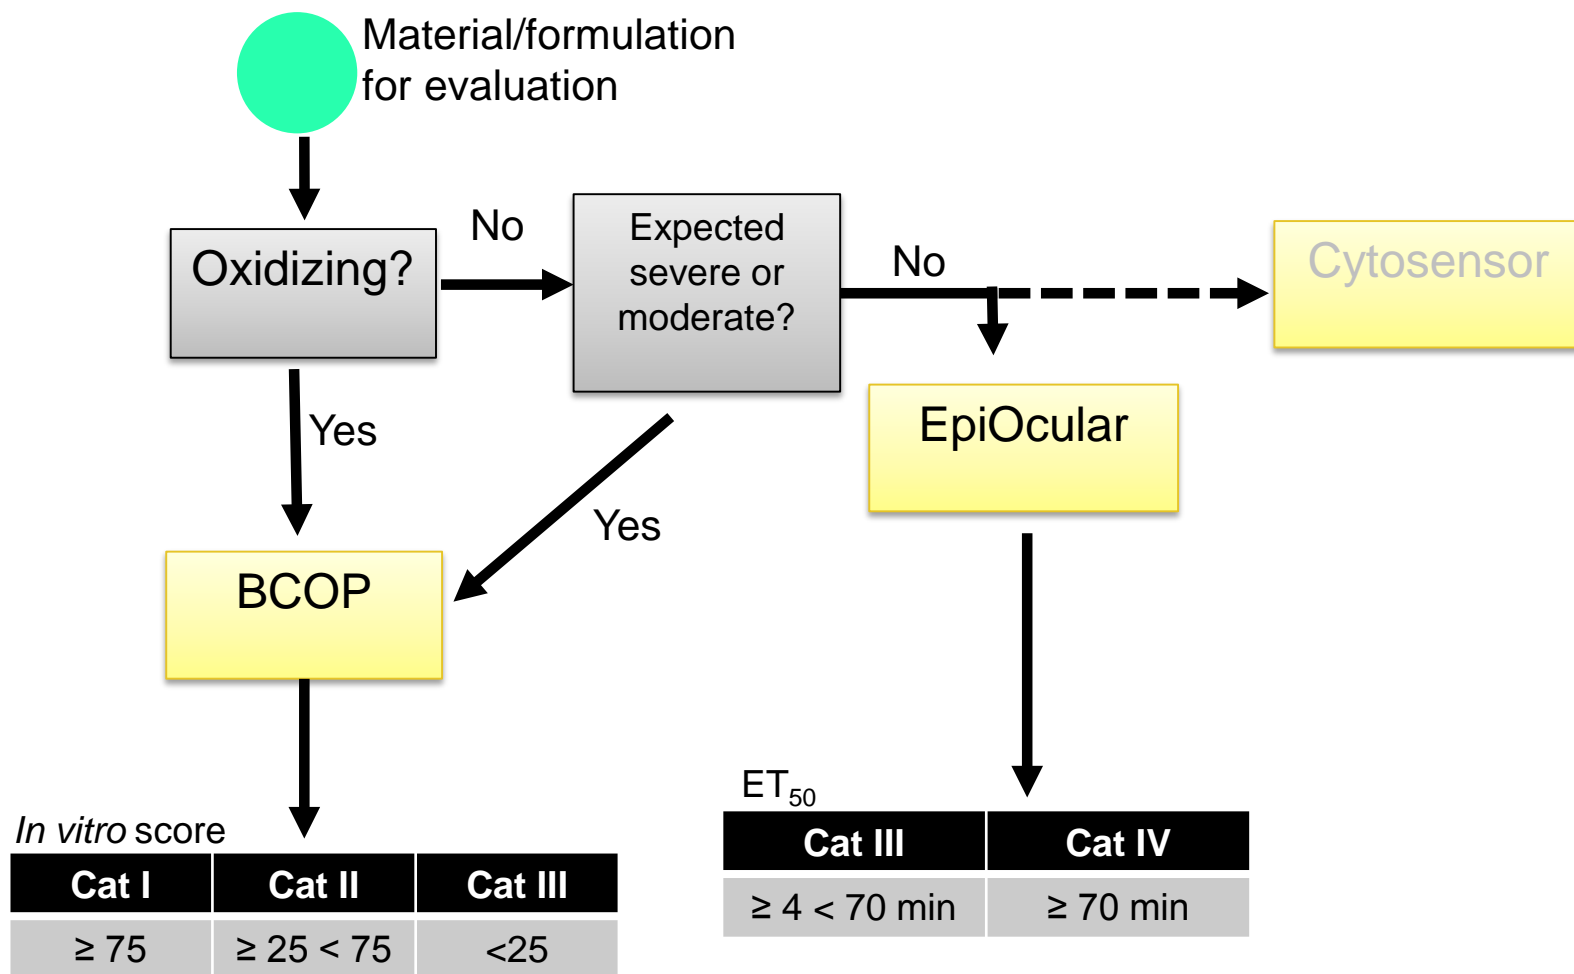 Material/formulation
for evaluation
Oxidizing?
No
Expected
severe or
moderate?
No
Cytosensor
Yes
EpiOcular
Yes
BCOP
ET50
In vitro score
Cat I Cat II Cat III
≥ 75 ≥ 25 < 75 <25
Cat III Cat IV
≥ 4 < 70 min ≥ 70 min